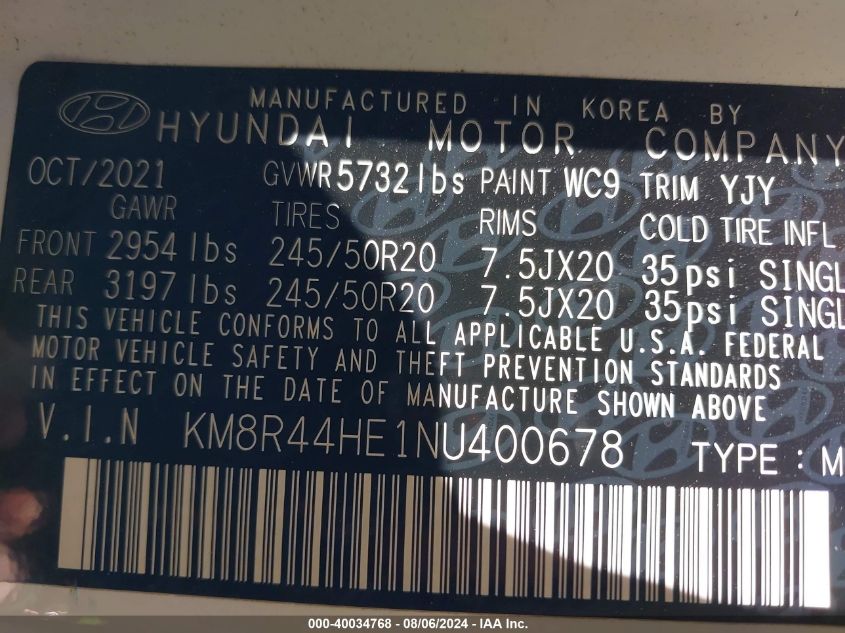 MANUFACTURED IN KOREA BY
HYUNDAI MOTOR COMPANY
OCT/2021 GVWR 5732 lbs PAINT WC9 TRIM YJY
GAWR TIRES RIMS COLD TIRE INFL
FRONT 2954 lbs 245/50R20 7.5JX20 35psi SINGL
REAR 3197 lbs 245/50R20 7.5JX20 35psi SINGL
THIS VEHICLE CONFORMS TO ALL APPLICABLE U.S.A. FEDERAL
MOTOR VEHICLE SAFETY AND THEFT PREVENTION STANDARDS
IN EFFECT ON THE DATE OF MANUFACTURE SHOWN ABOVE
V.I.N KM8R44HE1NU400678 TYPE : M
000-40034768 - 08/06/2024 - IAA Inc.